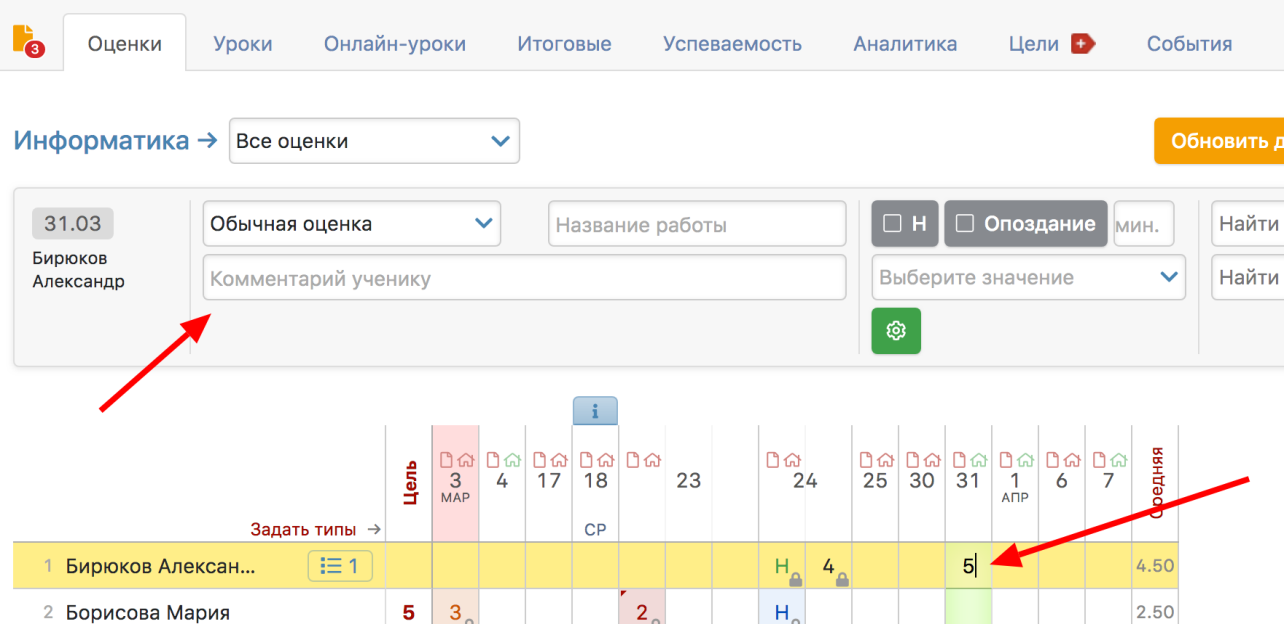 3
Оценки Уроки Онлайн-уроки Итоговые Успеваемость Аналитика Цели + События
Информатика → Все оценки Обновить д
31.03 Обычная оценка Название работы Н Опоздание мин. Найти
Бирюков
Александр Комментарий ученику Выберите значение Найти
i
Цель 3 4 17 18 23 24 25 30 31 1 6 7 Средняя
МАР АПР
Задать типы → СР
1 Бирюков Алексан... 1 Н 4 5 4.50
2 Борисова Мария 5 3 2 Н 2.50